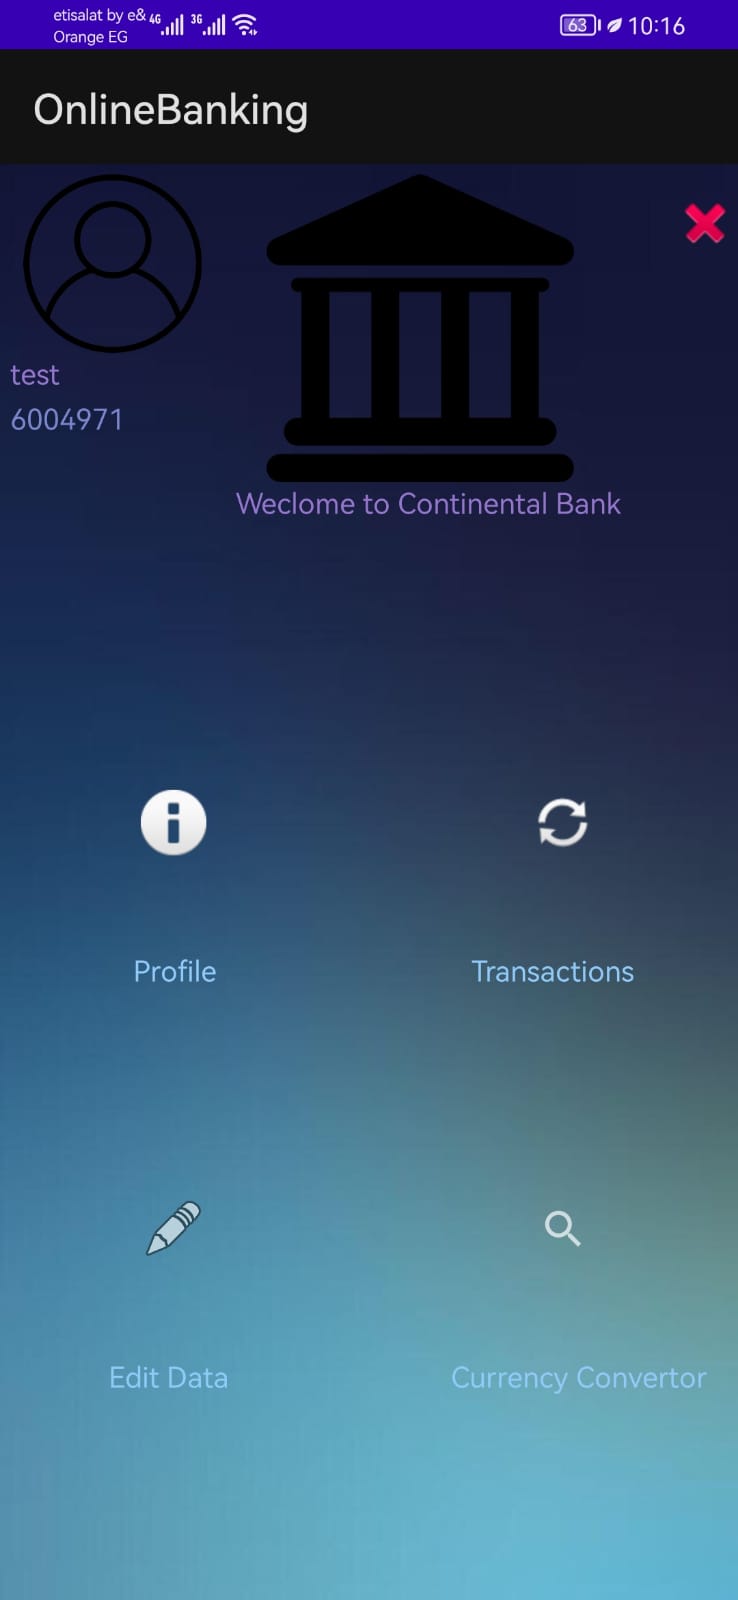 etisalat by e& 4G 3G
Orange EG
63 10:16
OnlineBanking
test
6004971
Weclome to Continental Bank
Profile
Transactions
Edit Data
Currency Convertor